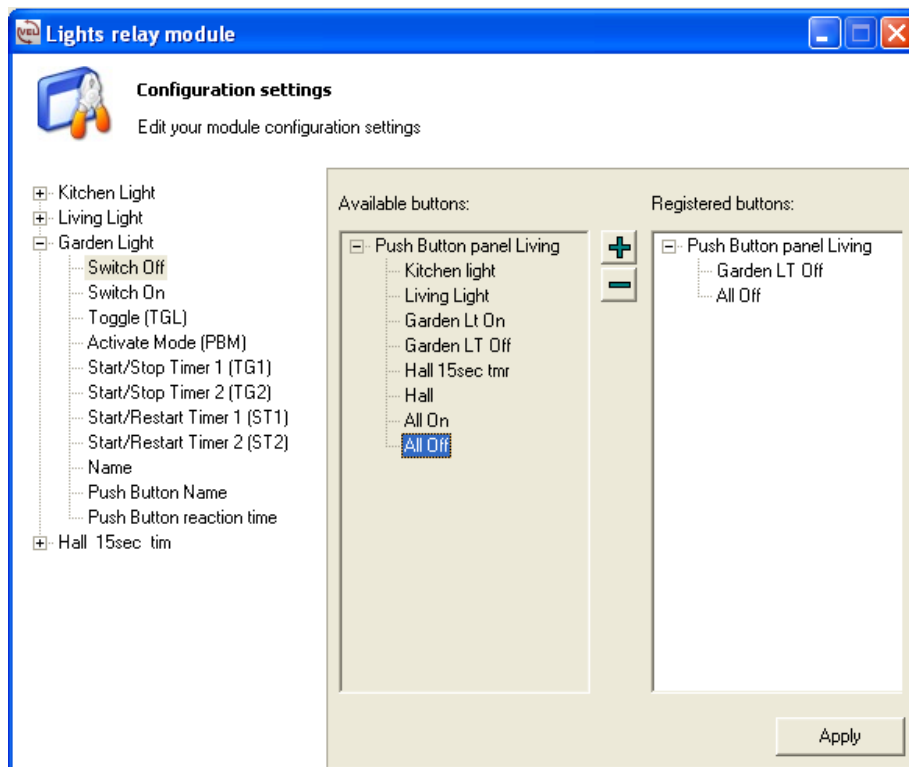 Lights relay module
Configuration settings
Edit your module configuration settings
Kitchen Light
Living Light
Garden Light
Switch Off
Switch On
Toggle (TGL)
Activate Mode (PBM)
Start/Stop Timer 1 (TG1)
Start/Stop Timer 2 (TG2)
Start/Restart Timer 1 (ST1)
Start/Restart Timer 2 (ST2)
Name
Push Button Name
Push Button reaction time
Hall 15sec tim
Available buttons:
Push Button panel Living
Kitchen light
Living Light
Garden Lt On
Garden LT Off
Hall 15sec tmr
Hall
All On
All Off
Registered buttons:
Push Button panel Living
Garden LT Off
All Off
Apply